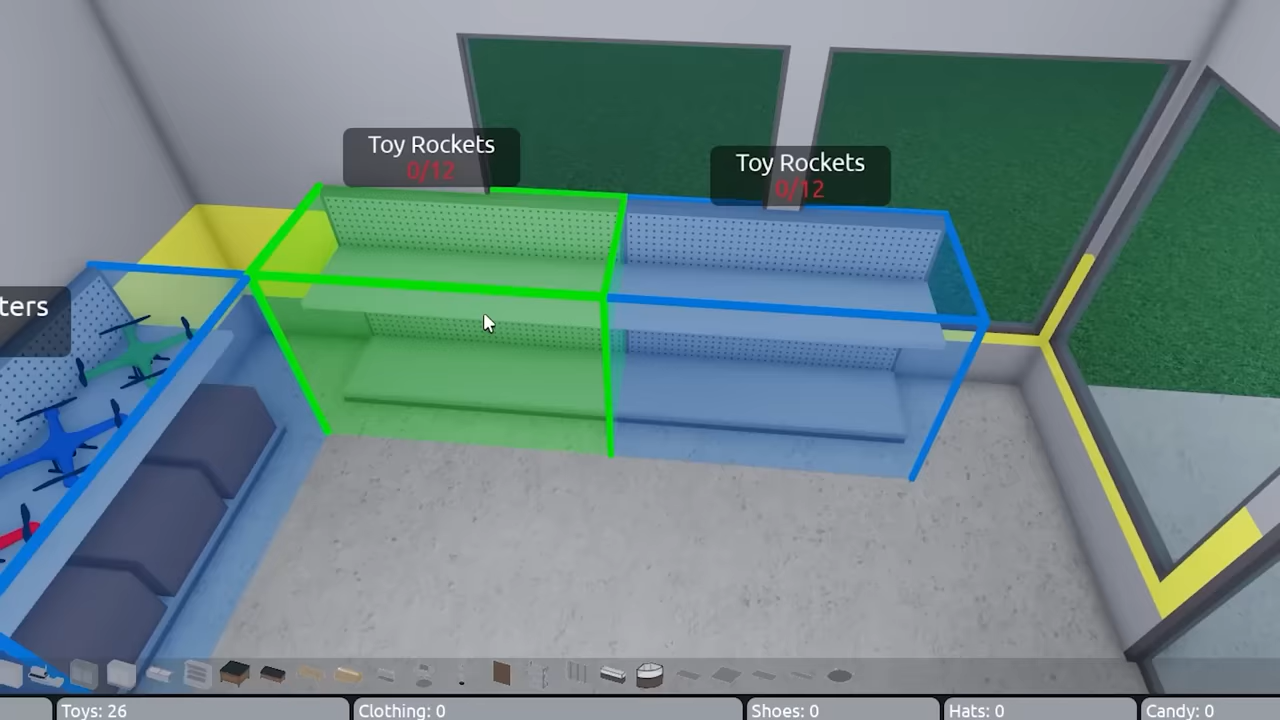 Toy Rockets
0/12
Toy Rockets
0/12
ters
Toys: 26
Clothing: 0
Shoes: 0
Hats: 0
Candy: 0